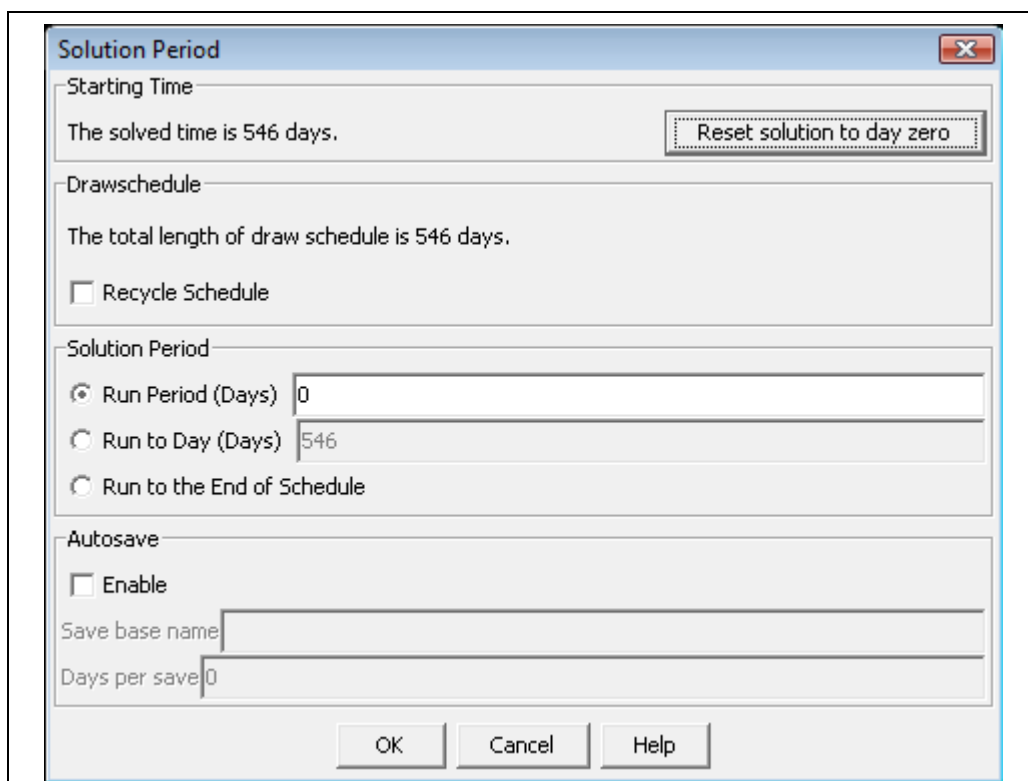 Solution Period
Starting Time
The solved time is 546 days.
Reset solution to day zero
Drawschedule
The total length of draw schedule is 546 days.
Recycle Schedule
Solution Period
Run Period (Days) 0
Run to Day (Days) 546
Run to the End of Schedule
Autosave
Enable
Save base name
Days per save 0
OK Cancel Help